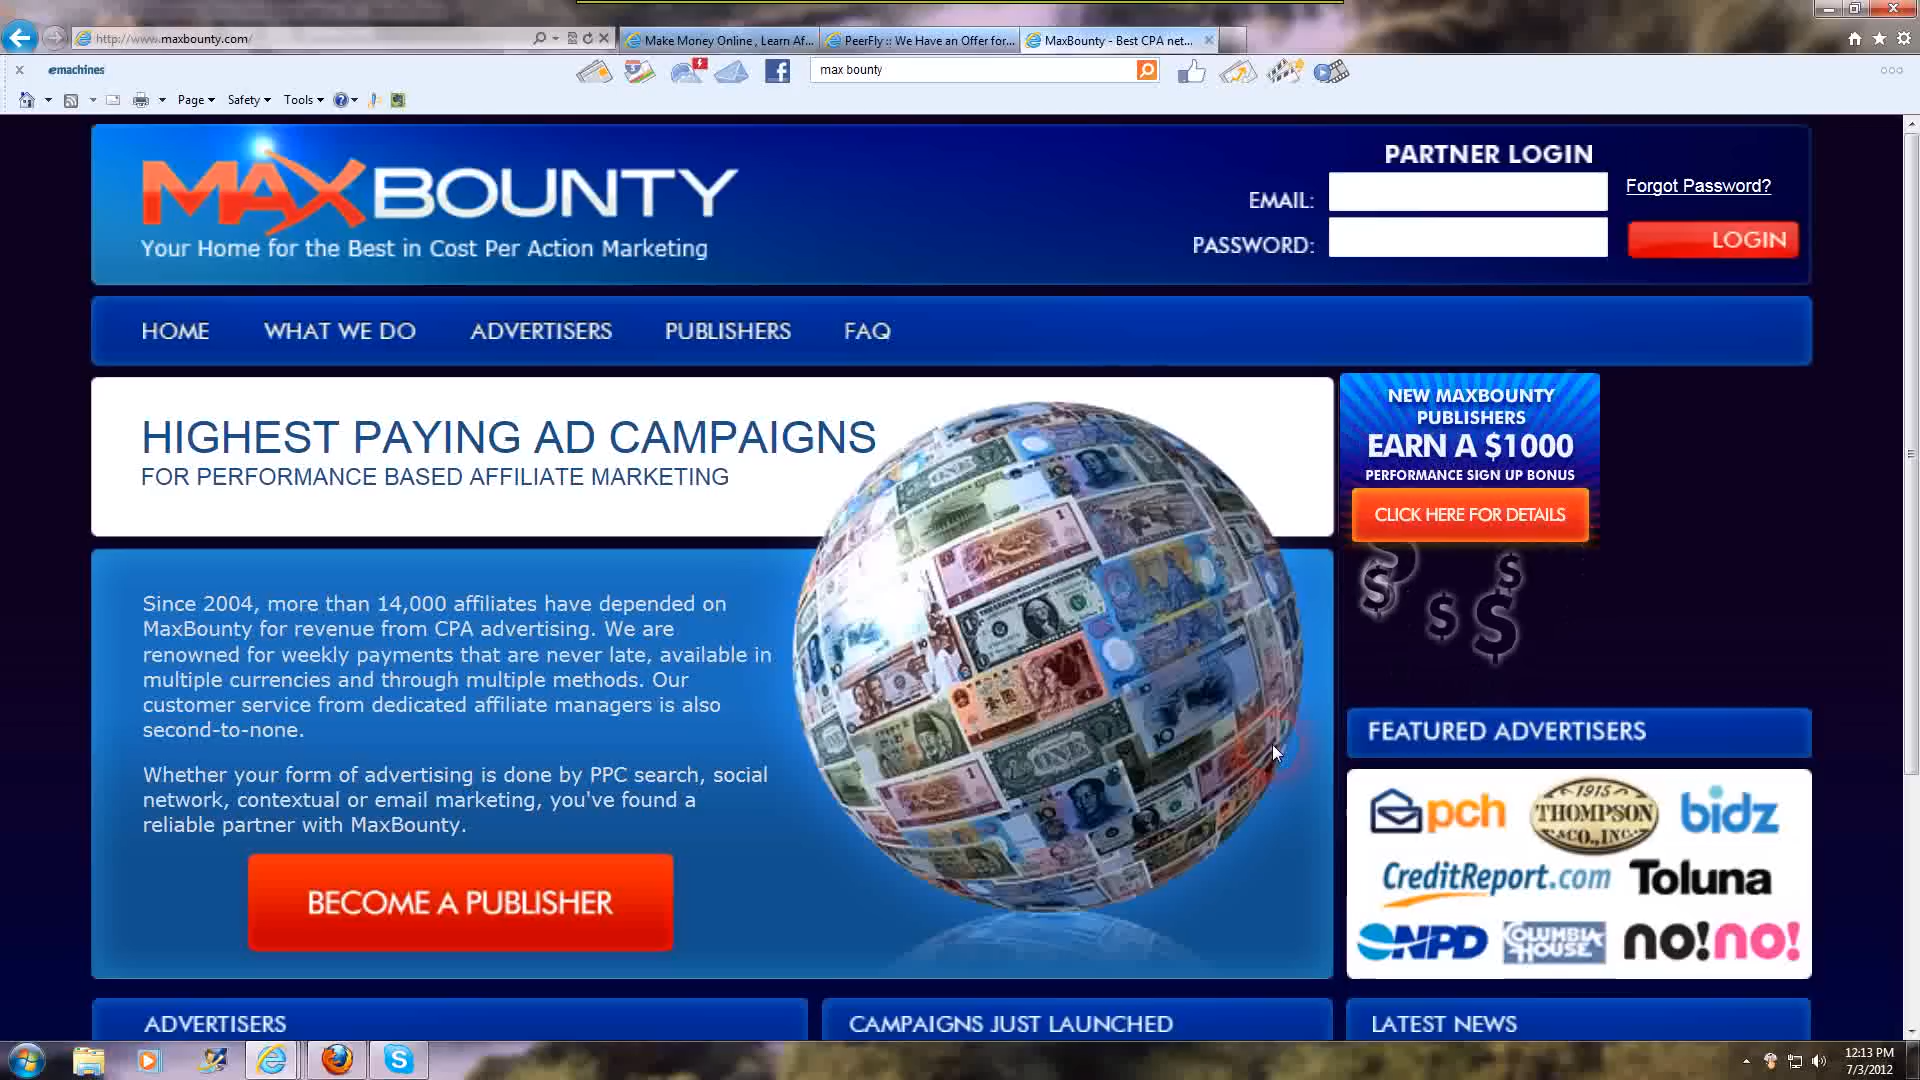 http://www.maxbounty.com/
Make Money Online , Learn Af...
PeerFly :: We Have an Offer for...
MaxBounty - Best CPA net...
emachines
max bounty
Page
Safety
Tools
MAXBOUNTY
Your Home for the Best in Cost Per Action Marketing
PARTNER LOGIN
EMAIL:
Forgot Password?
PASSWORD:
LOGIN
HOME
WHAT WE DO
ADVERTISERS
PUBLISHERS
FAQ
HIGHEST PAYING AD CAMPAIGNS
FOR PERFORMANCE BASED AFFILIATE MARKETING
NEW MAXBOUNTY
PUBLISHERS
EARN A $1000
PERFORMANCE SIGN UP BONUS
CLICK HERE FOR DETAILS
Since 2004, more than 14,000 affiliates have depended on
MaxBounty for revenue from CPA advertising. We are
renowned for weekly payments that are never late, available in
multiple currencies and through multiple methods. Our
customer service from dedicated affiliate managers is also
second-to-none.
Whether your form of advertising is done by PPC search, social
network, contextual or email marketing, you've found a
reliable partner with MaxBounty.
BECOME A PUBLISHER
FEATURED ADVERTISERS
pch
1915
THOMPSON
& CO., INC.
bidz
CreditReport.com
Toluna
NPD
COLUMBIA
HOUSE
no!no!
ADVERTISERS
CAMPAIGNS JUST LAUNCHED
LATEST NEWS
12:13 PM
7/3/2012